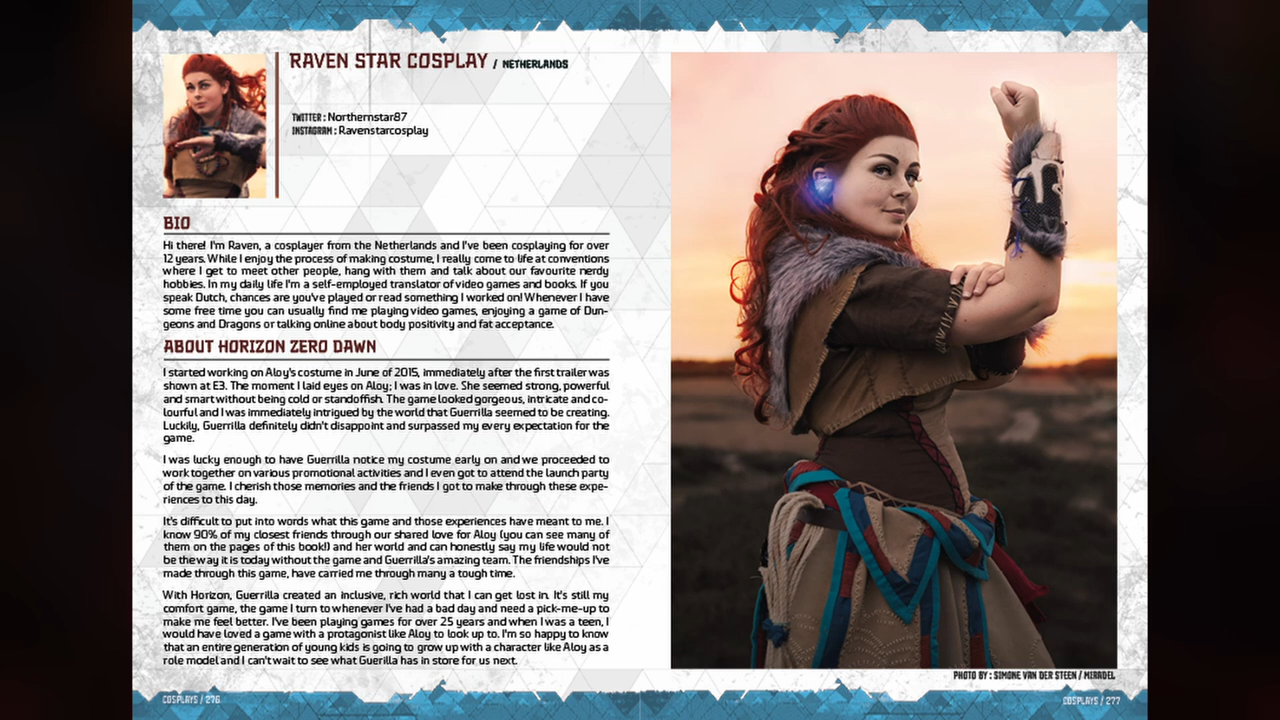 RAVEN STAR COSPLAY / NETHERLANDS
TWITTER : Northernstar87
INSTAGRAM : Ravenstarcosplay
BIO
Hi there! I'm Raven, a cosplayer from the Netherlands and I've been cosplaying for over
12 years. While I enjoy the process of making costume, I really come to life at conventions
where I get to meet other people, hang with them and talk about our favourite nerdy
hobbies. In my daily life I'm a self-employed translator of video games and books. If you
speak Dutch, chances are you've played or read something I worked on! Whenever I have
some free time you can usually find me playing video games, enjoying a game of Dun-
geons and Dragons or talking online about body positivity and fat acceptance.
ABOUT HORIZON ZERO DAWN
I started working on Aloy's costume in June of 2015, immediately after the first trailer was
shown at E3. The moment I laid eyes on Aloy; I was in love. She seemed strong, powerful
and smart without being cold or standoffish. The game looked gorgeous, intricate and co-
lourful and I was immediately intrigued by the world that Guerrilla seemed to be creating.
Luckily, Guerrilla definitely didn't disappoint and surpassed my every expectation for the
game.
I was lucky enough to have Guerrilla notice my costume early on and we proceeded to
work together on various promotional activities and I even got to attend the launch party
of the game. I cherish those memories and the friends I got to make through these expe-
riences to this day.
It's difficult to put into words what this game and those experiences have meant to me. I
know 90% of my closest friends through our shared love for Aloy (you can see many of
them on the pages of this book!) and her world and can honestly say my life would not
be the way it is today without the game and Guerrilla's amazing team. The friendships I've
made through this game, have carried me through many a tough time.
With Horizon, Guerrilla created an inclusive, rich world that I can get lost in. It's still my
comfort game, the game I turn to whenever I've had a bad day and need a pick-me-up to
make me feel better. I've been playing games for over 25 years and when I was a teen, I
would have loved a game with a protagonist like Aloy to look up to. I'm so happy to know
that an entire generation of young kids is going to grow up with a character like Aloy as a
role model and I can't wait to see what Guerilla has in store for us next.
PHOTO BY : SIMONE VAN DER STEEN / MIRADEL
COSPLAYS / 276
COSPLAYS / 277